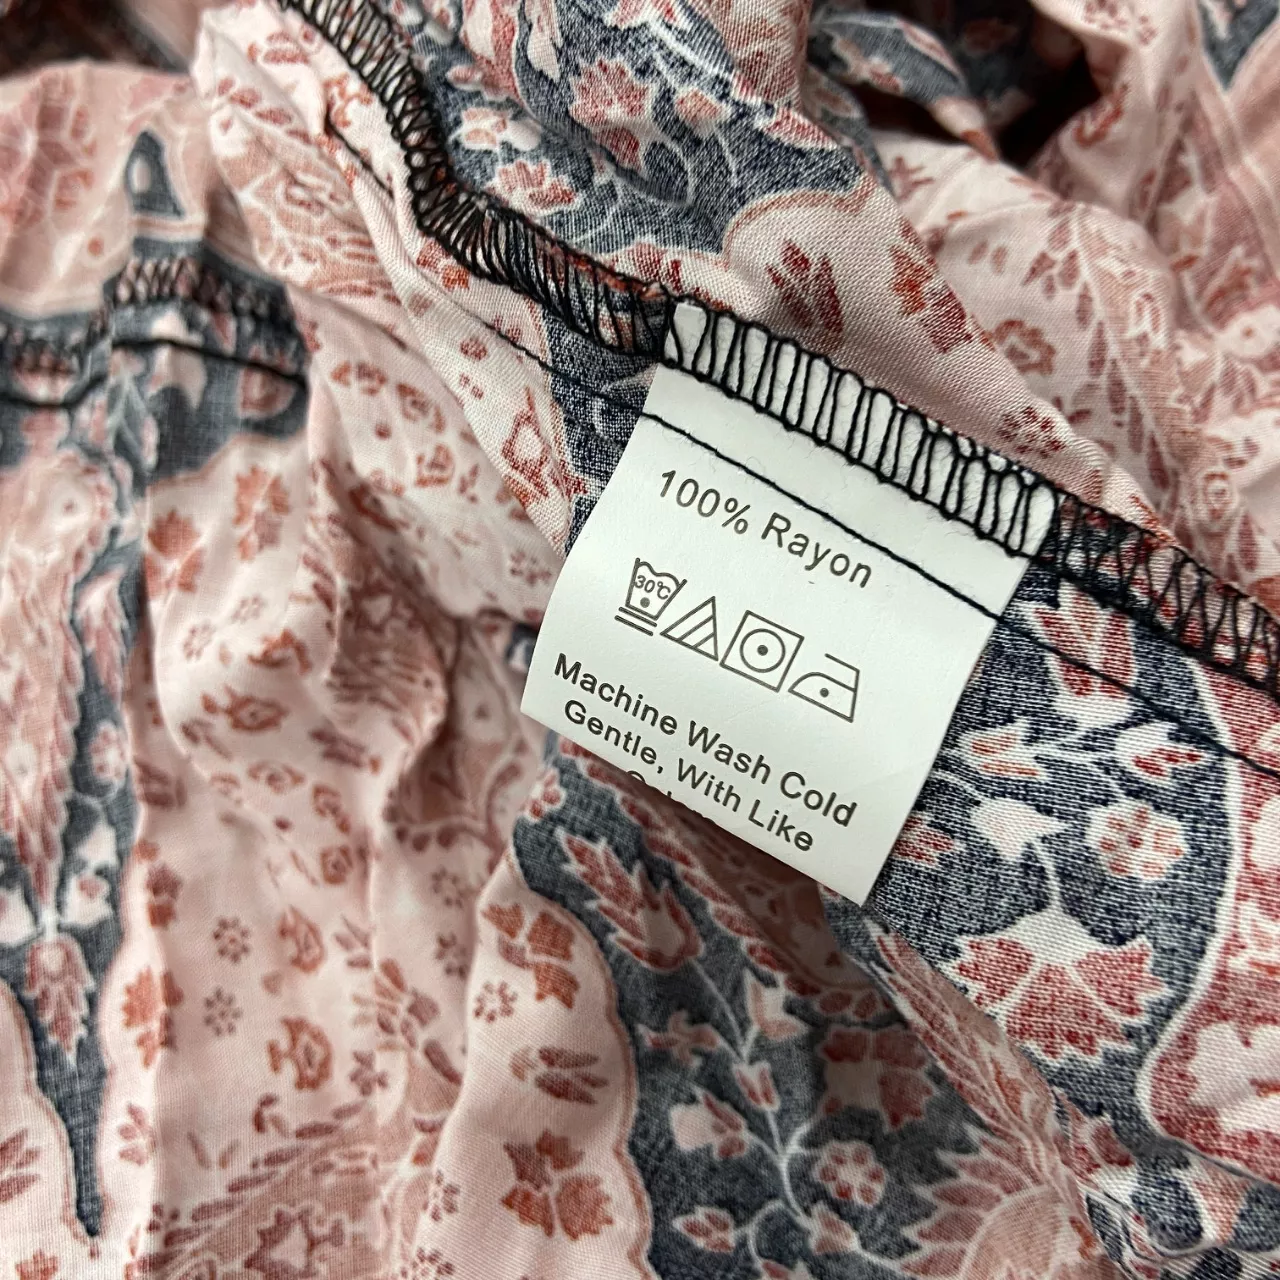 100% Rayon
30℃
Machine Wash Cold
Gentle, With Like